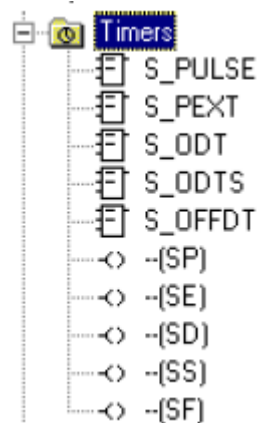 Timers
S_PULSE
S_PEXT
S_ODT
S_ODTS
S_OFFDT
--(SP)
--(SE)
--(SD)
--(SS)
--(SF)